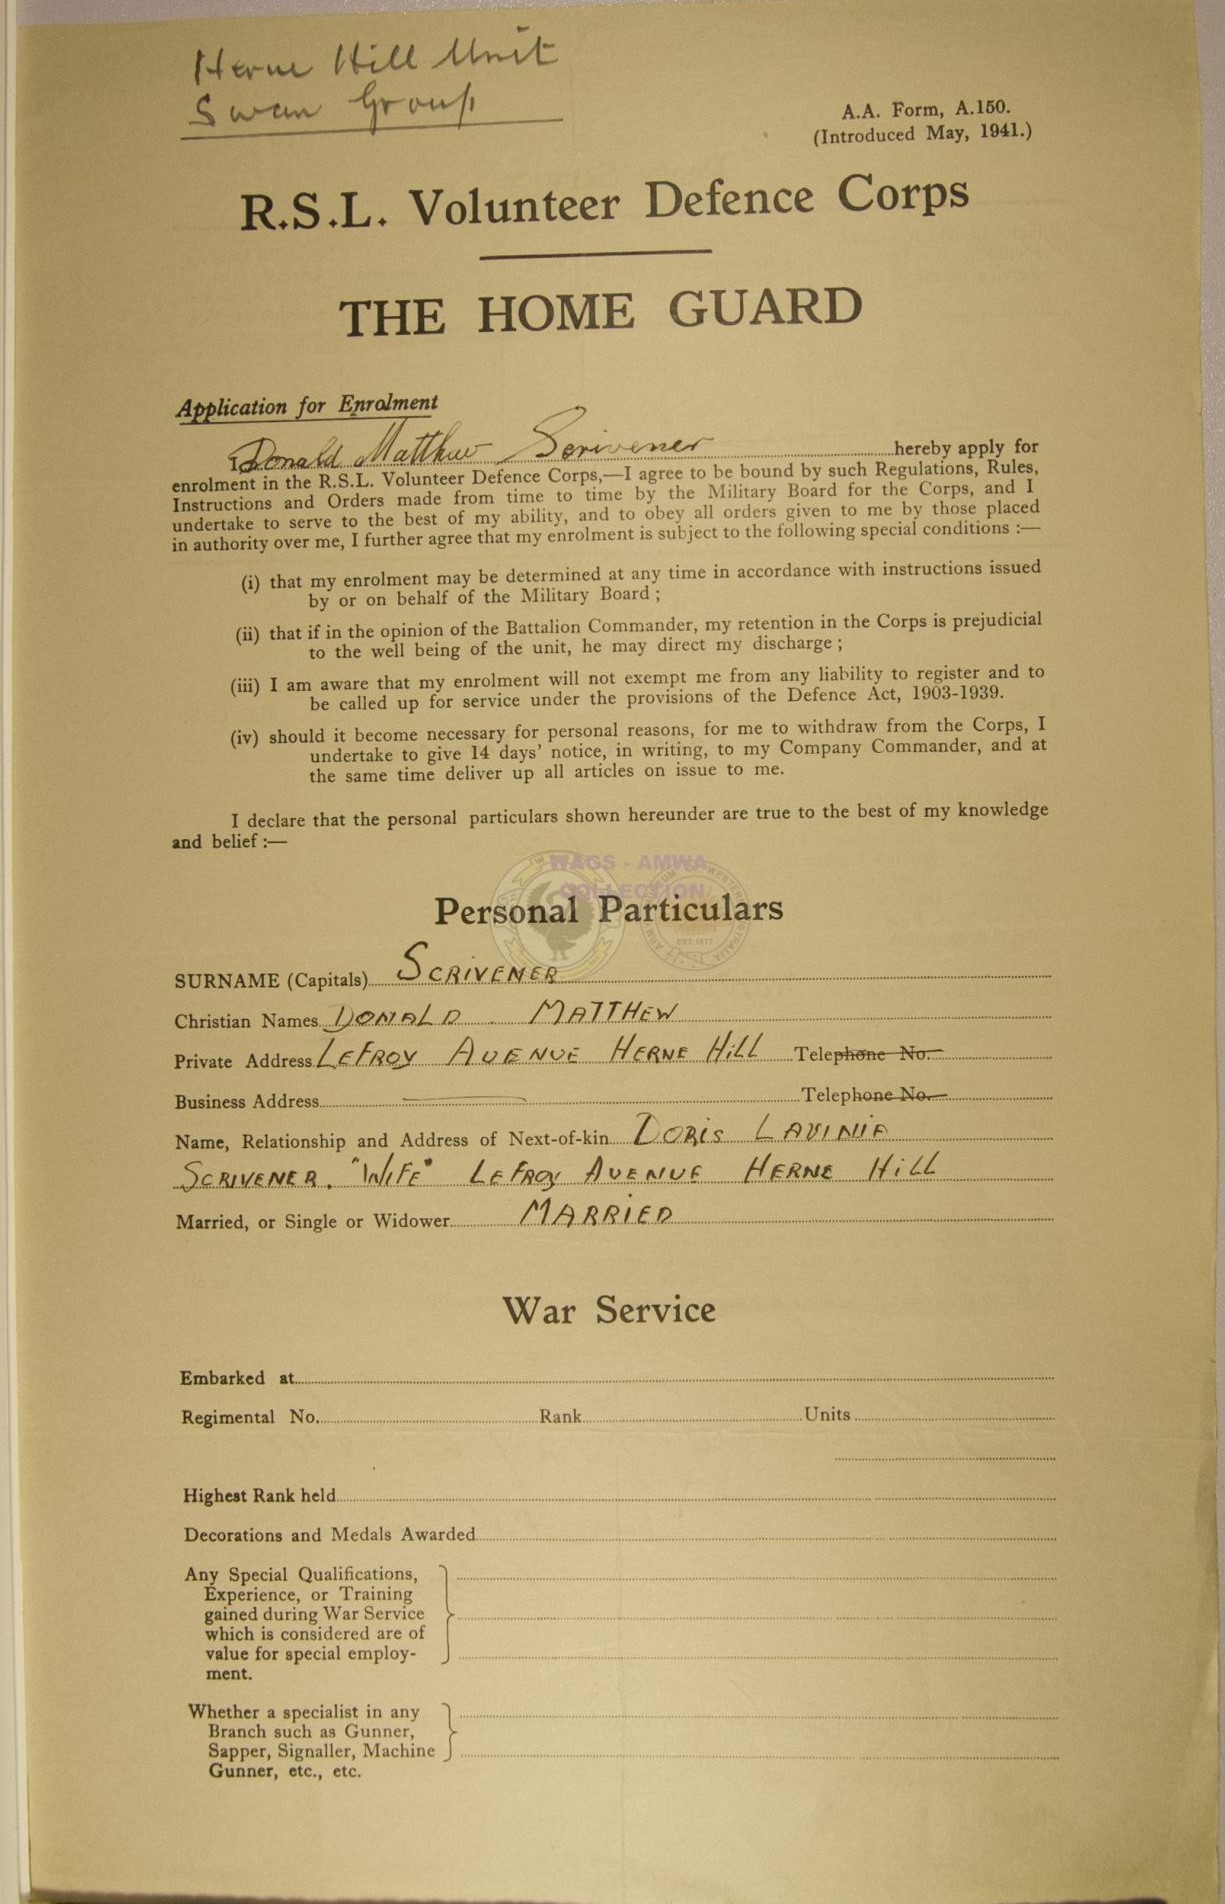 Herne Hill Unit
Swan Group
A.A. Form, A.150.
(Introduced May, 1941.)
R.S.L. Volunteer Defence Corps
THE HOME GUARD
Application for Enrolment
I, Donald Matthew Scrivener hereby apply for
enrolment in the R.S.L. Volunteer Defence Corps,—I agree to be bound by such Regulations, Rules,
Instructions and Orders made from time to time by the Military Board for the Corps, and I
undertake to serve to the best of my ability, and to obey all orders given to me by those placed
in authority over me, I further agree that my enrolment is subject to the following special conditions :—
(i) that my enrolment may be determined at any time in accordance with instructions issued
by or on behalf of the Military Board ;
(ii) that if in the opinion of the Battalion Commander, my retention in the Corps is prejudicial
to the well being of the unit, he may direct my discharge ;
(iii) I am aware that my enrolment will not exempt me from any liability to register and to
be called up for service under the provisions of the Defence Act, 1903-1939.
(iv) should it become necessary for personal reasons, for me to withdraw from the Corps, I
undertake to give 14 days' notice, in writing, to my Company Commander, and at
the same time deliver up all articles on issue to me.
I declare that the personal particulars shown hereunder are true to the best of my knowledge
and belief :—
WAGS - AMWA
COLLECTION
Personal Particulars
SURNAME (Capitals) SCRIVENER
Christian Names DONALD MATTHEW
Private Address LEFROY AVENUE HERNE HILL Telephone No.
Business Address Telephone No.
Name, Relationship and Address of Next-of-kin DORIS LAVINIA
SCRIVENER. "WIFE" LEFROY AVENUE HERNE HILL
Married, or Single or Widower MARRIED
War Service
Embarked at
Regimental No. Rank Units
Highest Rank held
Decorations and Medals Awarded
Any Special Qualifications,
Experience, or Training
gained during War Service
which is considered are of
value for special employ-
ment.
Whether a specialist in any
Branch such as Gunner,
Sapper, Signaller, Machine
Gunner, etc., etc.